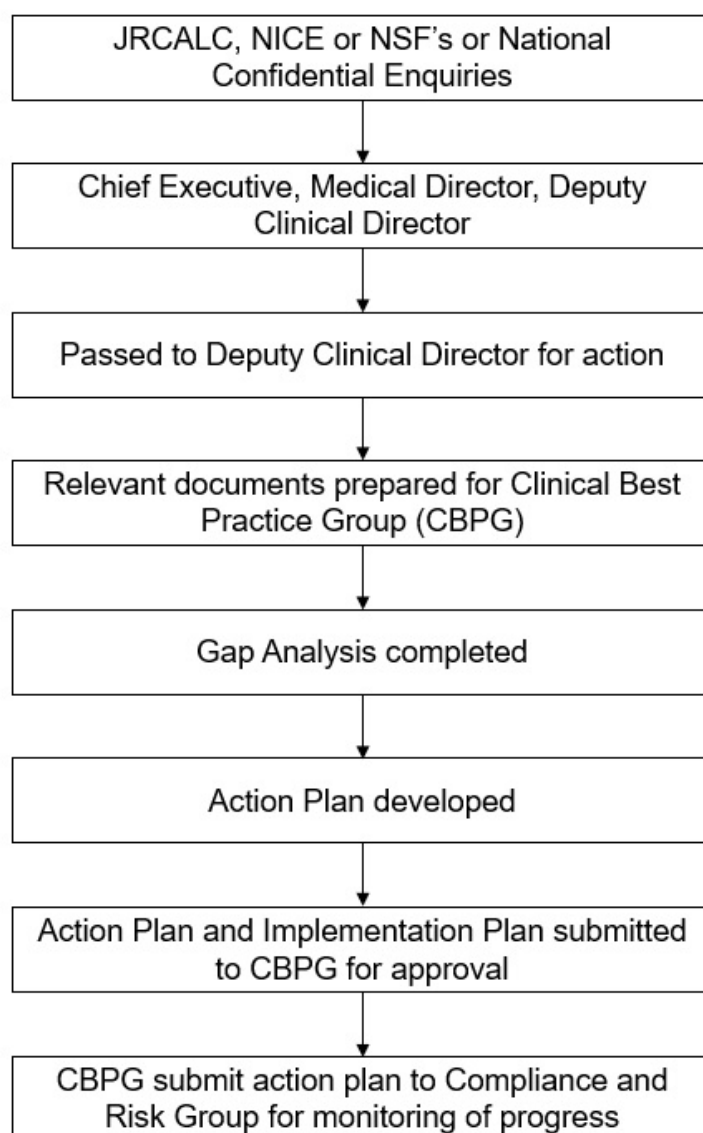 JRCALC, NICE or NSF’s or National
Confidential Enquiries
Chief Executive, Medical Director, Deputy
Clinical Director
Passed to Deputy Clinical Director for action
Relevant documents prepared for Clinical Best
Practice Group (CBPG)
Gap Analysis completed
Action Plan developed
Action Plan and Implementation Plan submitted
to CBPG for approval
CBPG submit action plan to Compliance and
Risk Group for monitoring of progress